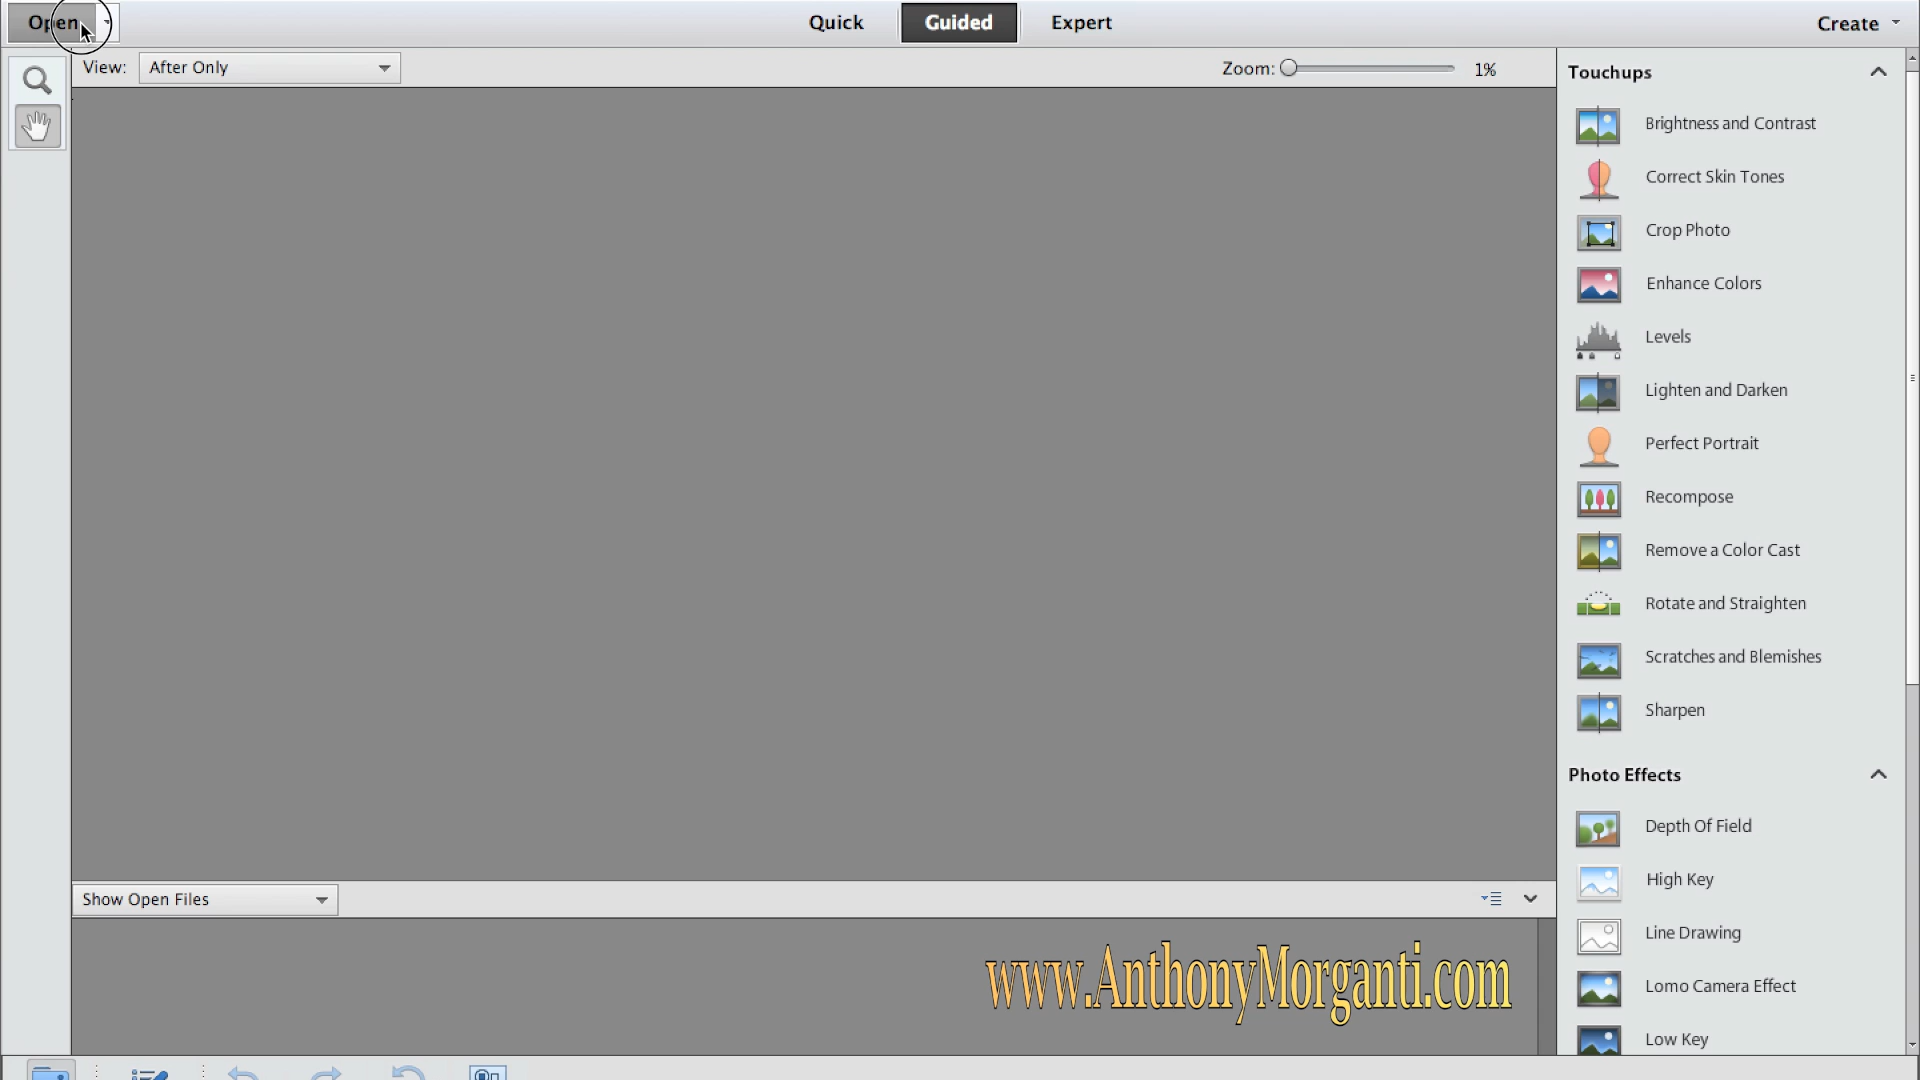 Open
Quick
Guided
Expert
Create
View:
After Only
Zoom:
1%
Touchups
Brightness and Contrast
Correct Skin Tones
Crop Photo
Enhance Colors
Levels
Lighten and Darken
Perfect Portrait
Recompose
Remove a Color Cast
Rotate and Straighten
Scratches and Blemishes
Sharpen
Photo Effects
Depth Of Field
High Key
Line Drawing
Lomo Camera Effect
Low Key
Show Open Files
www.AnthonyMorganti.com